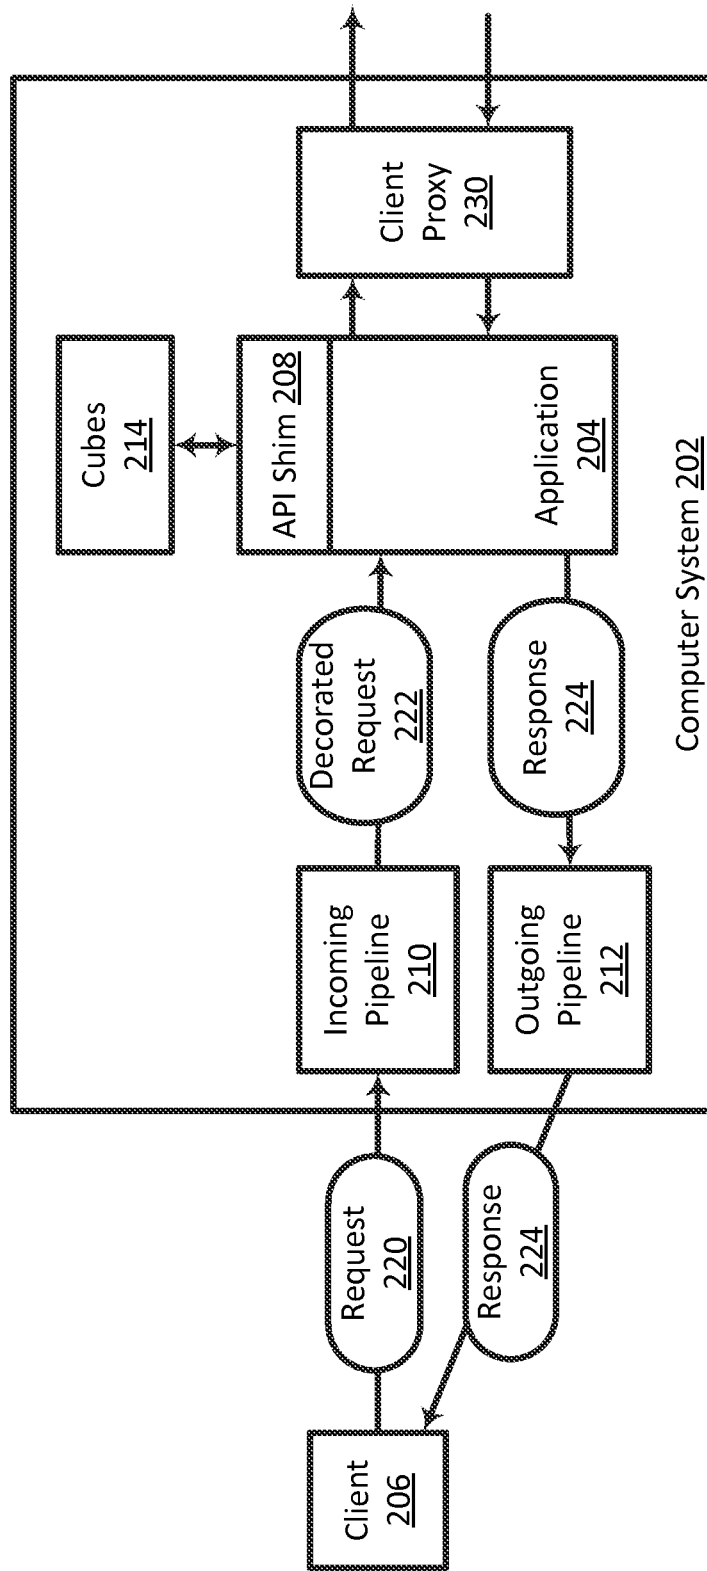 Cubes
214
API Shim 208
Client
Proxy
230
Client
206
Request
220
Incoming
Pipeline
210
Decorated
Request
222
Application
204
Response
224
Outgoing
Pipeline
212
Response
224
Computer System 202